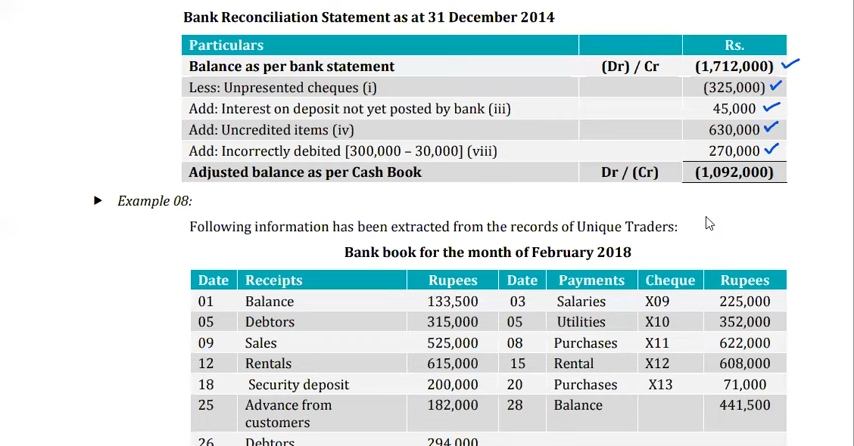 Bank Reconciliation Statement as at 31 December 2014
Particulars Rs.
Balance as per bank statement (Dr) / Cr (1,712,000)
Less: Unpresented cheques (i) (325,000)
Add: Interest on deposit not yet posted by bank (iii) 45,000
Add: Uncredited items (iv) 630,000
Add: Incorrectly debited [300,000 – 30,000] (viii) 270,000
Adjusted balance as per Cash Book Dr / (Cr) (1,092,000)
Example 08:
Following information has been extracted from the records of Unique Traders:
Bank book for the month of February 2018
Date Receipts Rupees Date Payments Cheque Rupees
01 Balance 133,500 03 Salaries X09 225,000
05 Debtors 315,000 05 Utilities X10 352,000
09 Sales 525,000 08 Purchases X11 622,000
12 Rentals 615,000 15 Rental X12 608,000
18 Security deposit 200,000 20 Purchases X13 71,000
25 Advance from 182,000 28 Balance 441,500
customers
26 Debtors 294,000